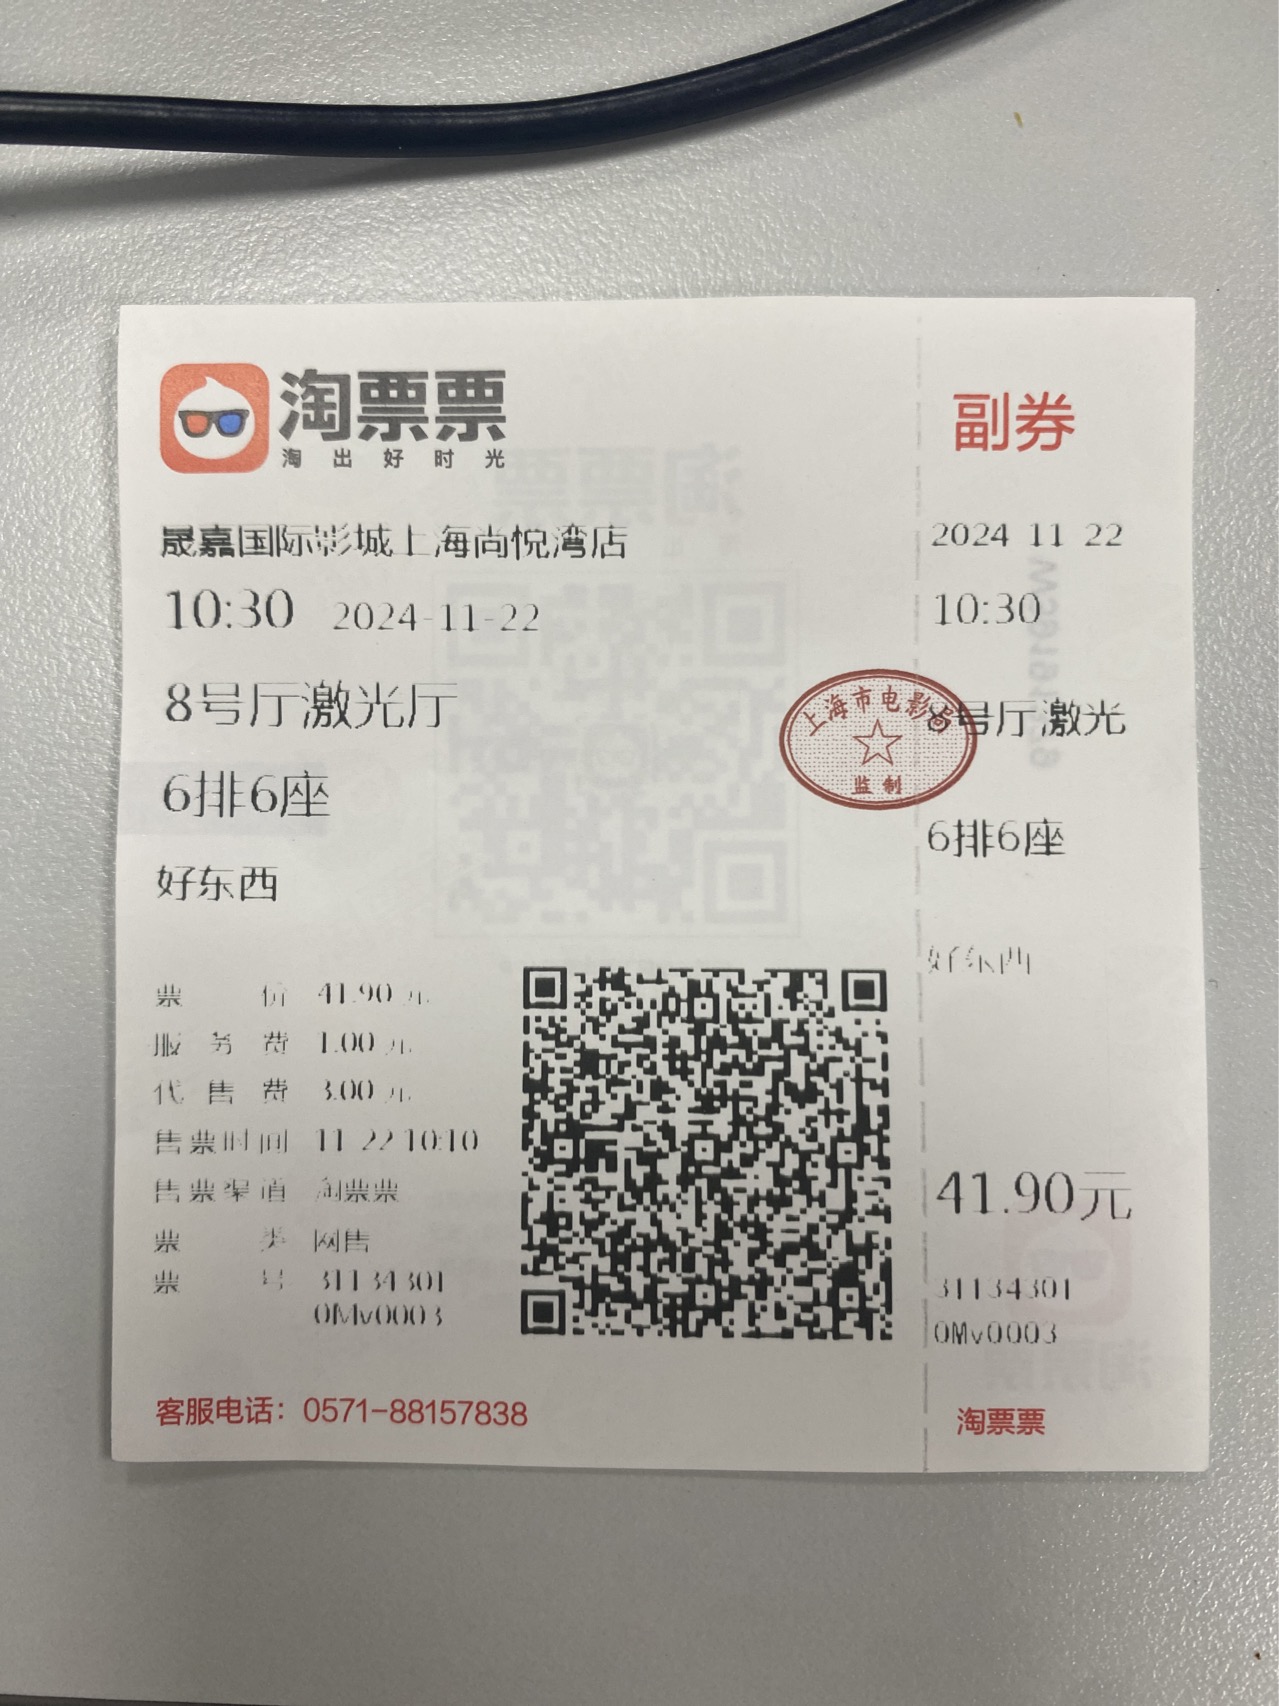 淘票票
淘出好时光
晟嘉国际影城上海尚悦湾店
10:30 2024-11-22
8号厅激光厅
6排6座
好东西
票价 41.90元
服务费 1.00元
代售费 3.00元
售票时间 11-22 10:10
售票渠道 淘票票
票类 网售
票号 31134301
0Mv0003
客服电话：0571-88157838
上海市电影局
监制
副券
2024 11 22
10:30
8号厅激光
6排6座
好东西
41.90元
31134301
0Mv0003
淘票票